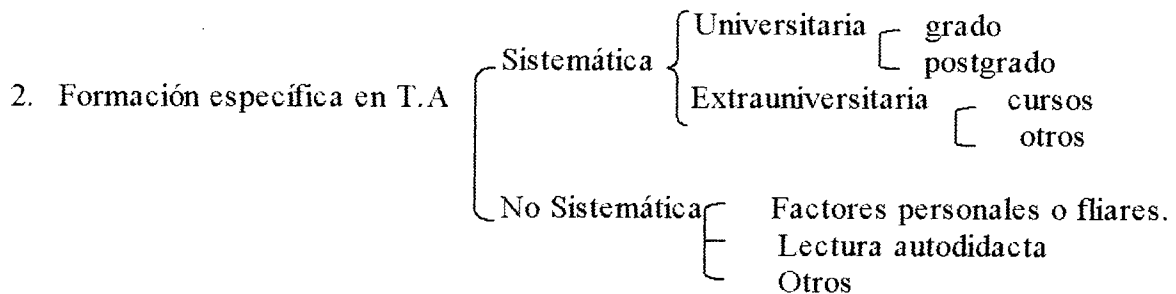 Universitaria grado
Sistemática postgrado
2. Formación específica en T.A
Extrauniversitaria cursos
otros
No Sistemática Factores personales o fliares.
Lectura autodidacta
Otros